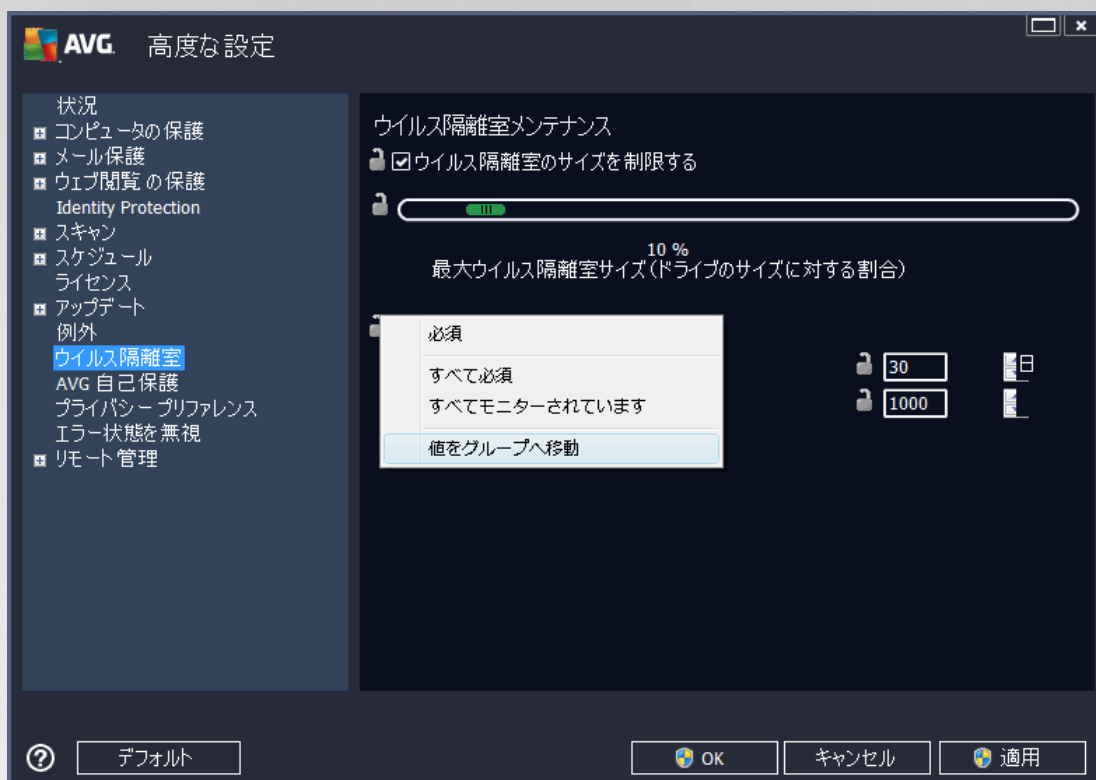 AVG. 高度な設定
状況
コンピュータの保護
メール保護
ウェブ閲覧 の保護
Identity Protection
スキャン
スケジュール
ライセンス
アップデート
例外
ウイルス隔離室
AVG 自己保護
プライバシー プリファレンス
エラー状態を無視
リモート管理
ウイルス隔離室メンテナンス
ウイルス隔離室のサイズを制限する
10 %
最大ウイルス隔離室サイズ(ドライブのサイズに対する割合)
必須
すべて必須
すべてモニターされています
値をグループへ移動
30 日
1000
デフォルト
OK
キャンセル
適用